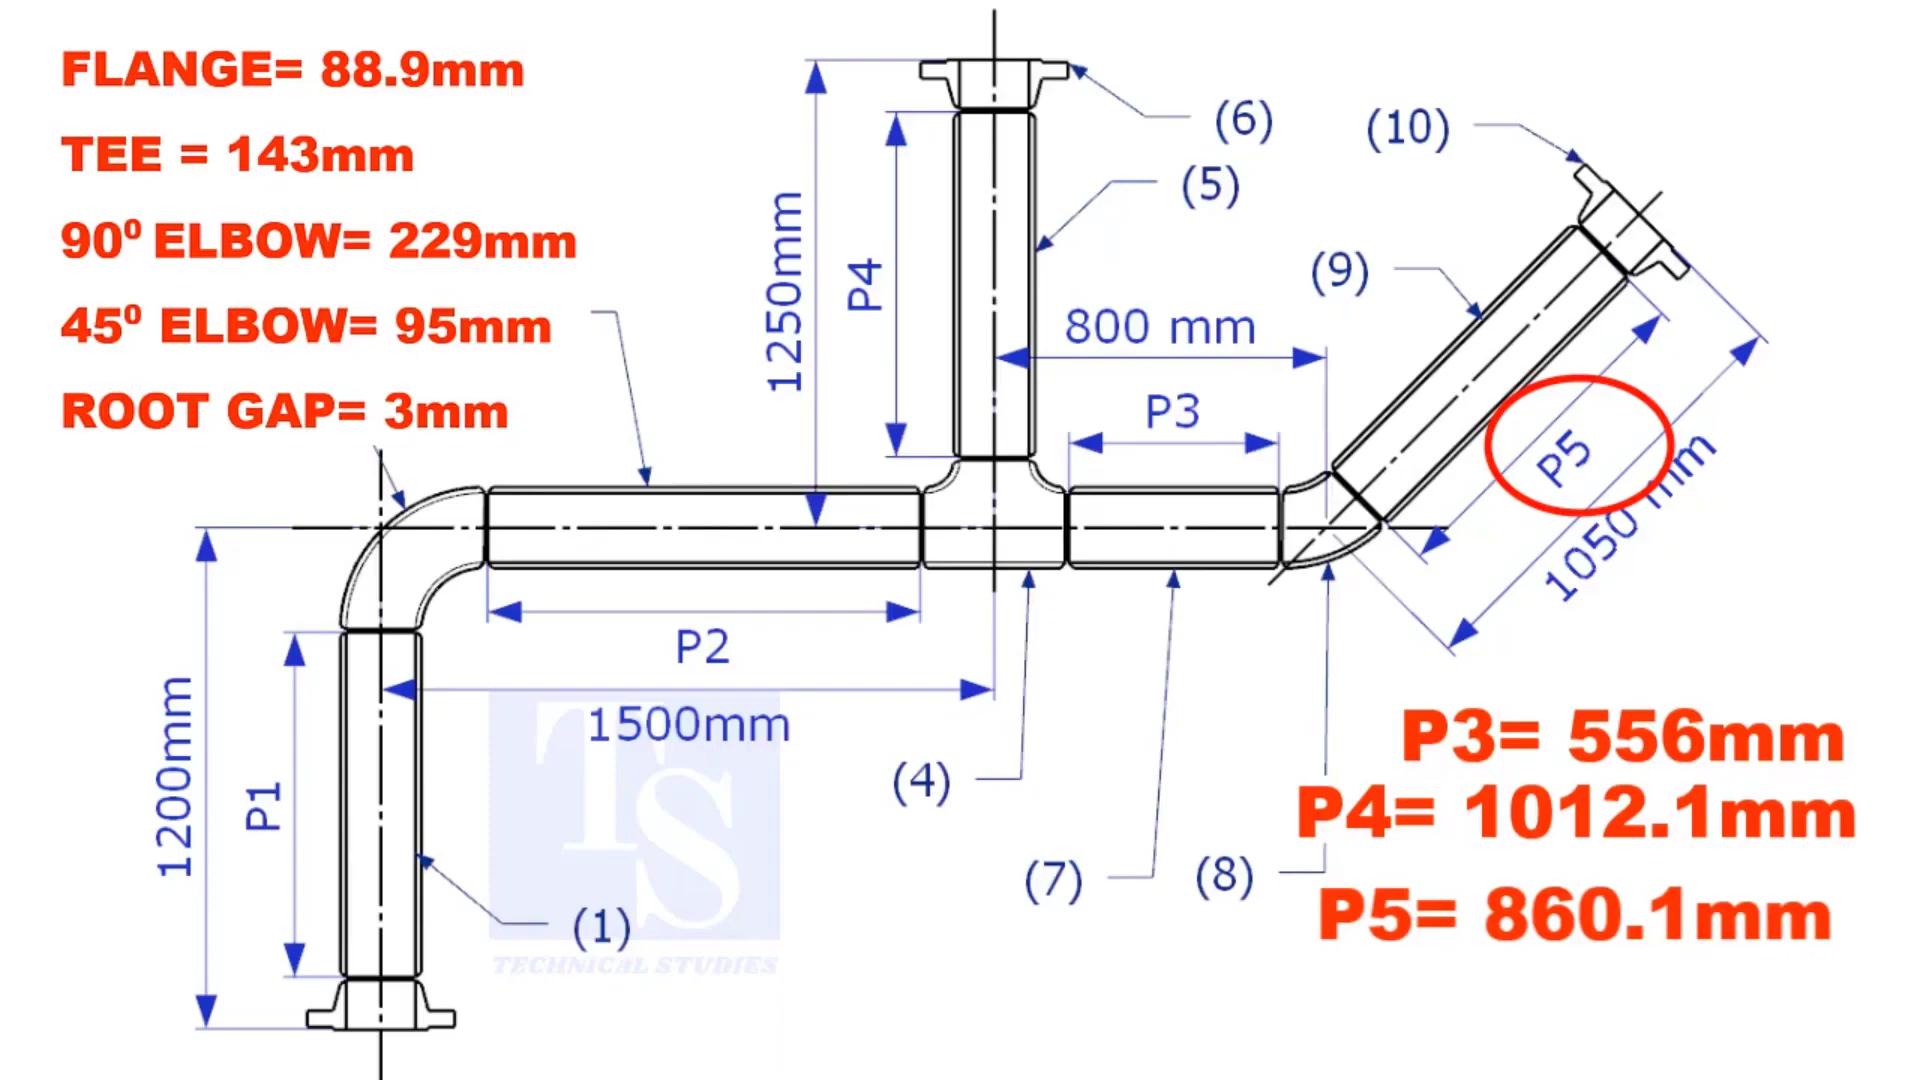 FLANGE= 88.9mm
TEE = 143mm
90⁰ ELBOW= 229mm
45⁰ ELBOW= 95mm
ROOT GAP= 3mm
(6)
(10)
(5)
(9)
1250mm
P4
800 mm
P3
P5
1050 mm
P2
1500mm
1200mm
P1
(4)
(7)
(8)
(1)
TS
TECHNICAL STUDIES
P3= 556mm
P4= 1012.1mm
P5= 860.1mm